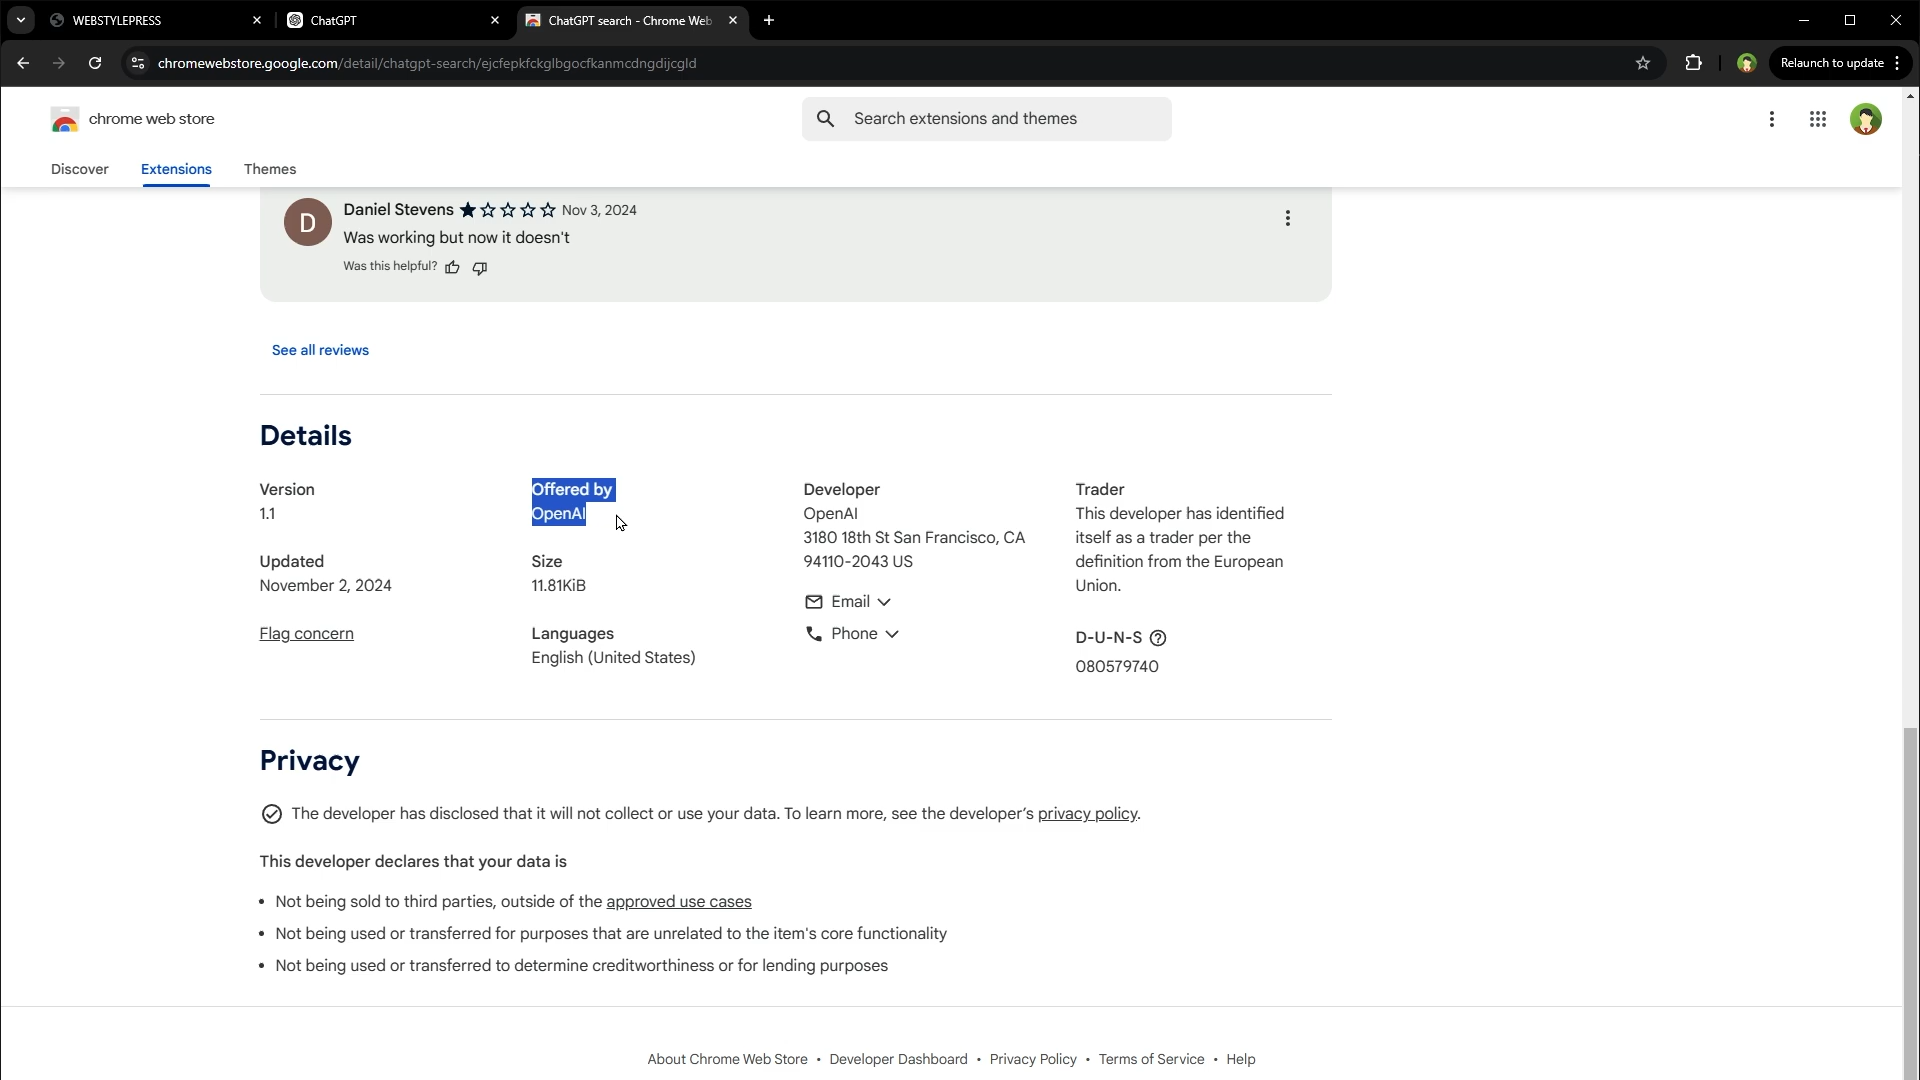 WEBSTYLEPRESS
ChatGPT
ChatGPT search - Chrome Web
chromewebstore.google.com/detail/chatgpt-search/ejcfepkfckglbgocfkanmcdngdijcgld
Relaunch to update
chrome web store
Search extensions and themes
Discover
Extensions
Themes
D
Daniel Stevens
Nov 3, 2024
Was working but now it doesn't
Was this helpful?
See all reviews
Details
Version
1.1
Updated
November 2, 2024
Flag concern
Offered by
OpenAI
Size
11.81KiB
Languages
English (United States)
Developer
OpenAI
3180 18th St San Francisco, CA
94110-2043 US
Email
Phone
Trader
This developer has identified
itself as a trader per the
definition from the European
Union.
D-U-N-S
080579740
Privacy
The developer has disclosed that it will not collect or use your data. To learn more, see the developer’s privacy policy.
This developer declares that your data is
• Not being sold to third parties, outside of the approved use cases
• Not being used or transferred for purposes that are unrelated to the item's core functionality
• Not being used or transferred to determine creditworthiness or for lending purposes
About Chrome Web Store • Developer Dashboard • Privacy Policy • Terms of Service • Help